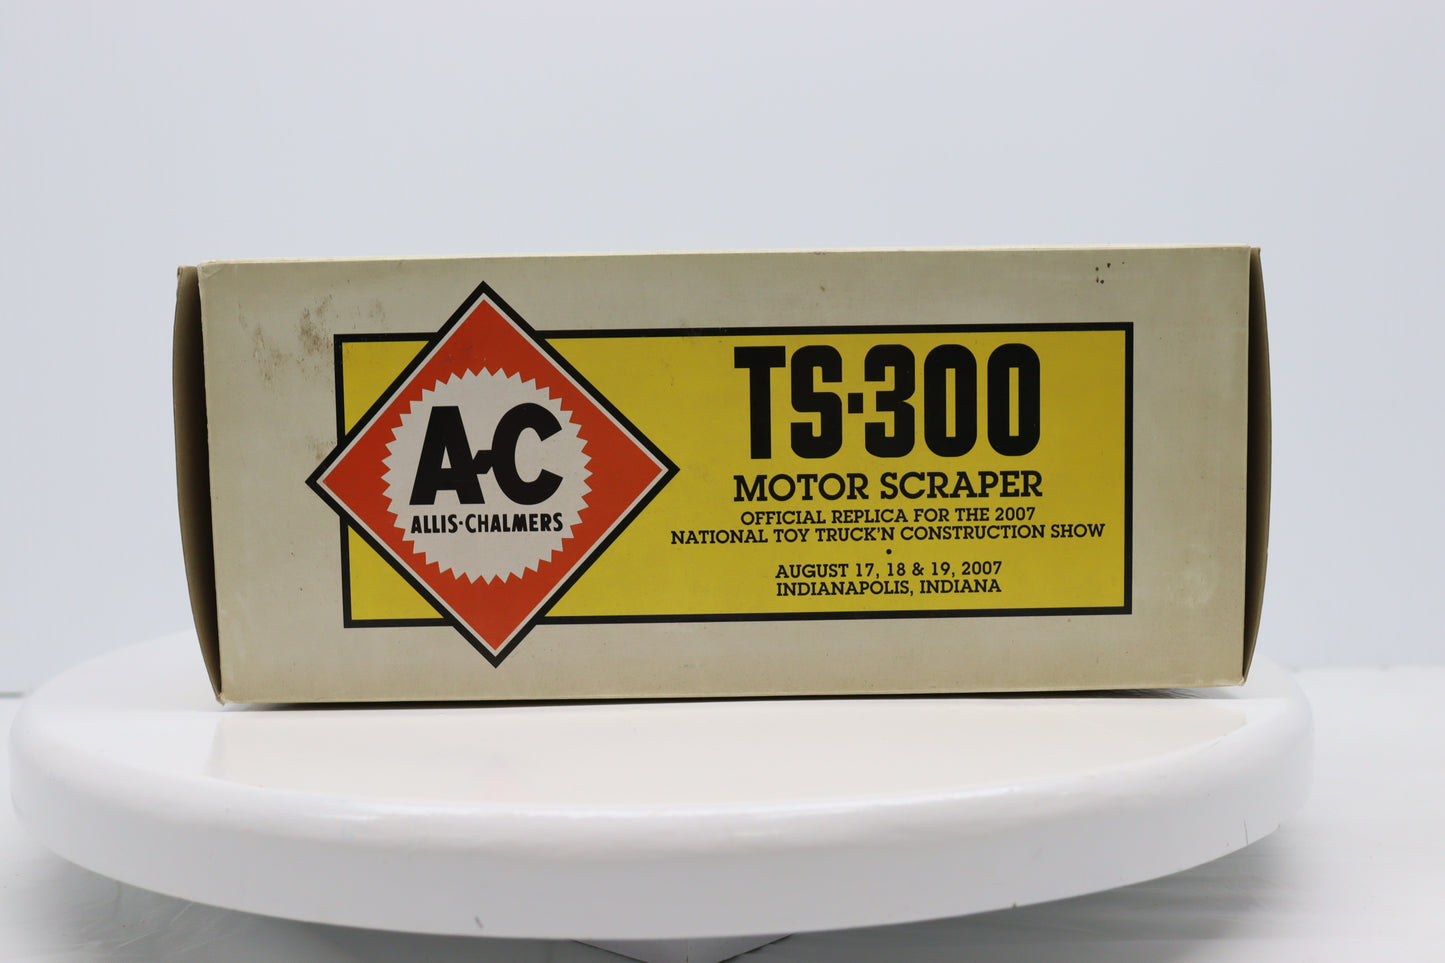 A-C
ALLIS-CHALMERS
TS-300
MOTOR SCRAPER
OFFICIAL REPLICA FOR THE 2007
NATIONAL TOY TRUCK'N CONSTRUCTION SHOW
•
AUGUST 17, 18 & 19, 2007
INDIANAPOLIS, INDIANA